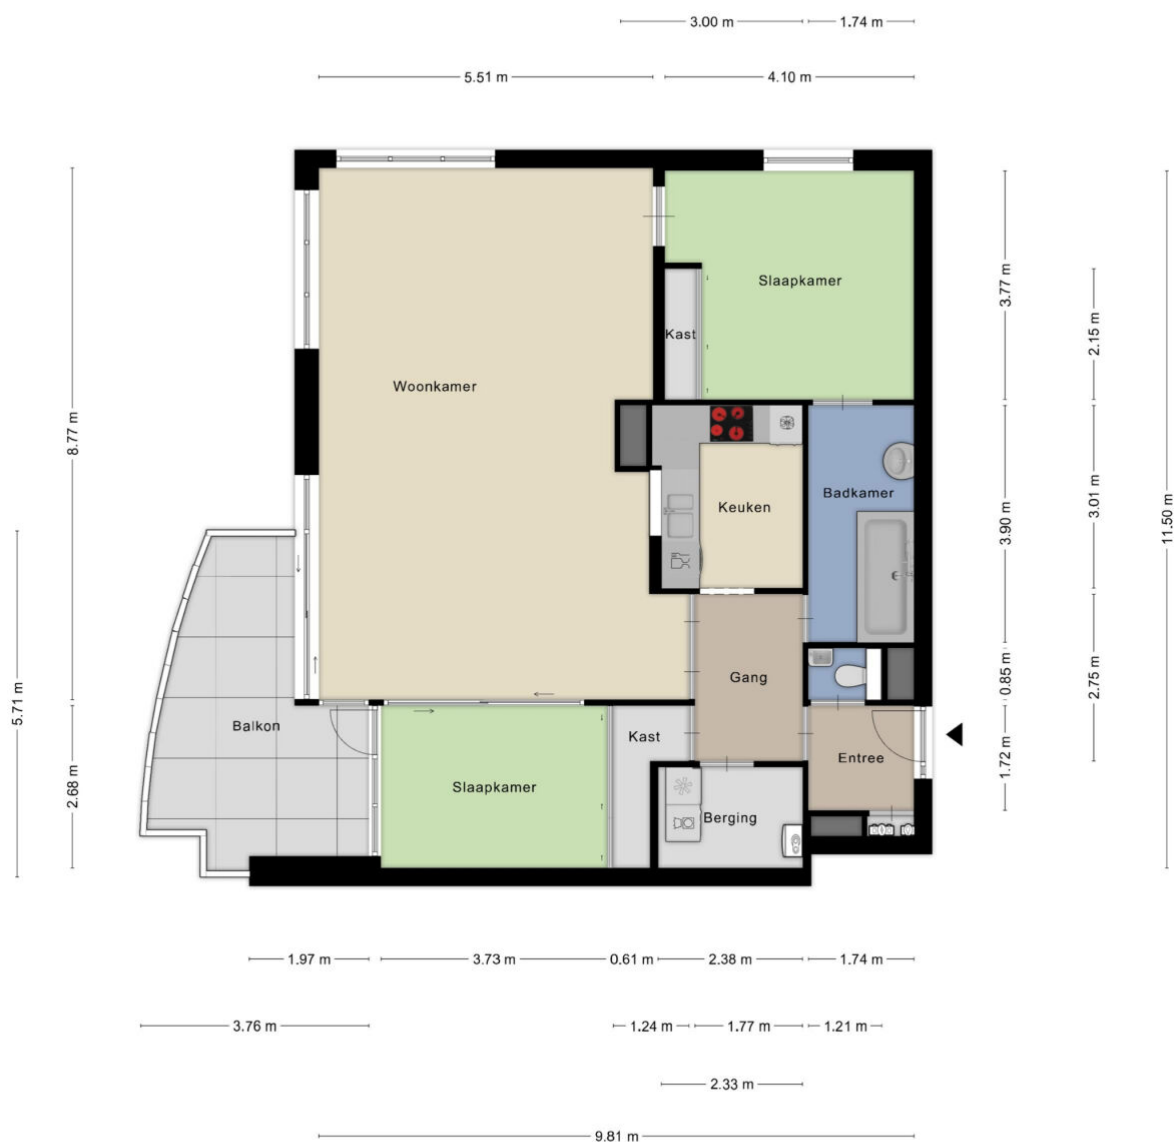 3.00 m 1.74 m
5.51 m 4.10 m
Woonkamer
Slaapkamer
Kast
Keuken
Badkamer
Gang
Balkon
Kast
Slaapkamer
Berging
Entree
8.77 m
5.71 m
2.68 m
3.77 m
2.15 m
3.90 m
3.01 m
11.50 m
0.85 m
2.75 m
1.72 m
1.97 m 3.73 m 0.61 m 2.38 m 1.74 m
3.76 m 1.24 m 1.77 m 1.21 m
2.33 m
9.81 m